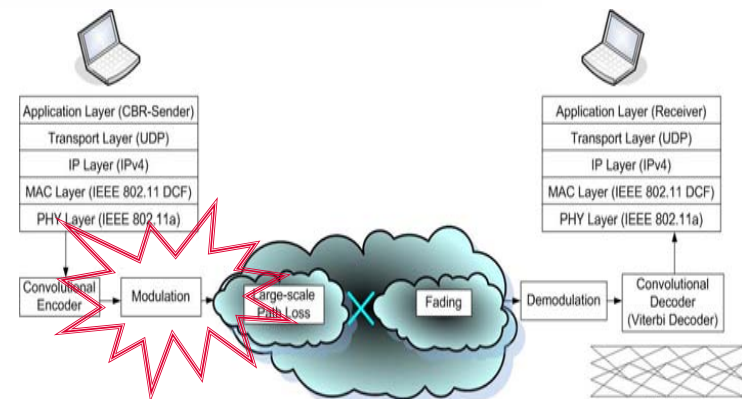 Application Layer (CBR-Sender)
Transport Layer (UDP)
IP Layer (IPv4)
MAC Layer (IEEE 802.11 DCF)
PHY Layer (IEEE 802.11a)
Application Layer (Receiver)
Transport Layer (UDP)
IP Layer (IPv4)
MAC Layer (IEEE 802.11 DCF)
PHY Layer (IEEE 802.11a)
Convolutional
Encoder
Modulation
Large-scale
Path Loss
X
Fading
Demodulation
Convolutional
Decoder
(Viterbi Decoder)